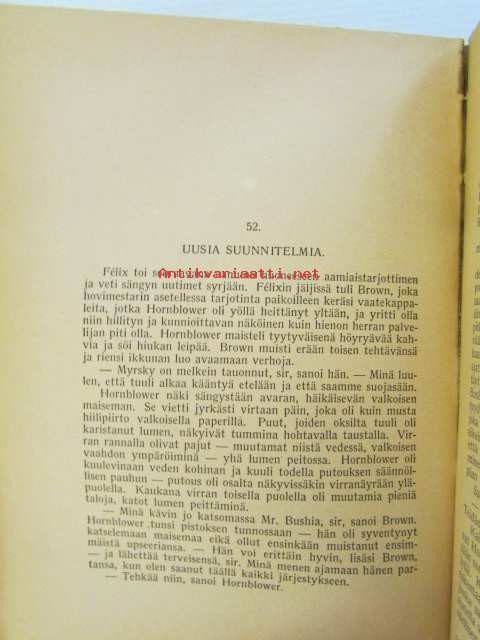 52.
UUSIA SUUNNITELMIA.
Félix toi aamiaistarjottimen
Antikvariaatti.net
ja veti sängyn uutimet syrjään. Félixin jäljissä tuli Brown, joka
hovimestarin asetellessa tarjotinta paikoilleen keräsi vaatekappa-
leita, jotka Hornblower oli yöllä heittänyt yltään, ja yritti olla
niin hillityn ja kunnioittavan näköinen kuin hienon herran palve-
lijan piti olla. Hornblower maisteli tyytyväisenä höyryävää kah-
via ja söi hiukan leipää. Brown muisti erään toisen tehtävänsä
ja riensi ikkunan luo avaamaan verhoja.
— Myrsky on melkein tauonnut, sir, sanoi hän. — Minä luu-
len, että tuuli alkaa kääntyä etelään ja että saamme suojasään.
Hornblower näki sängystään avaran, häikäisevän valkoisen
maiseman. Se vietti jyrkästi virtaan päin, joka oli kuin musta
hiilipiirto valkoisella paperilla. Puut, joiden oksilta tuuli oli
karistanut lumen, näkyivät tummina hohtavalla taustalla. Vir-
ran rannalla olivat pajut — muutamat niistä vedessä, valkoisen
vaahdon ympäröiminä — yhä lumen peitossa. Hornblower oli
kuulevinaan veden kohinan ja kuuli todella putouksen säännöl-
lisen pauhun — putous oli osalta näkyvissäkin virranäyrään ylä-
puolella. Kaukana virran toisella puolella oli muutamia pieniä
taloja, katot lumen peittäminä.
— Minä kävin jo katsomassa Mr. Bushia, sir, sanoi Brown.
Hornblower tunsi pistoksen tunnossaan — hän oli syventynyt
katselemaan maisemaa eikä ollut ensinkään muistanut ensim-
mäistä upseeriansa. — Hän voi erittäin hyvin, lisäsi Brown,
— ja lähettää terveisensä, sir. Minä menen ajamaan hänen par-
tansa, kun olen saanut täällä kaikki järjestykseen.
— Tehkää niin, sanoi Hornblower.